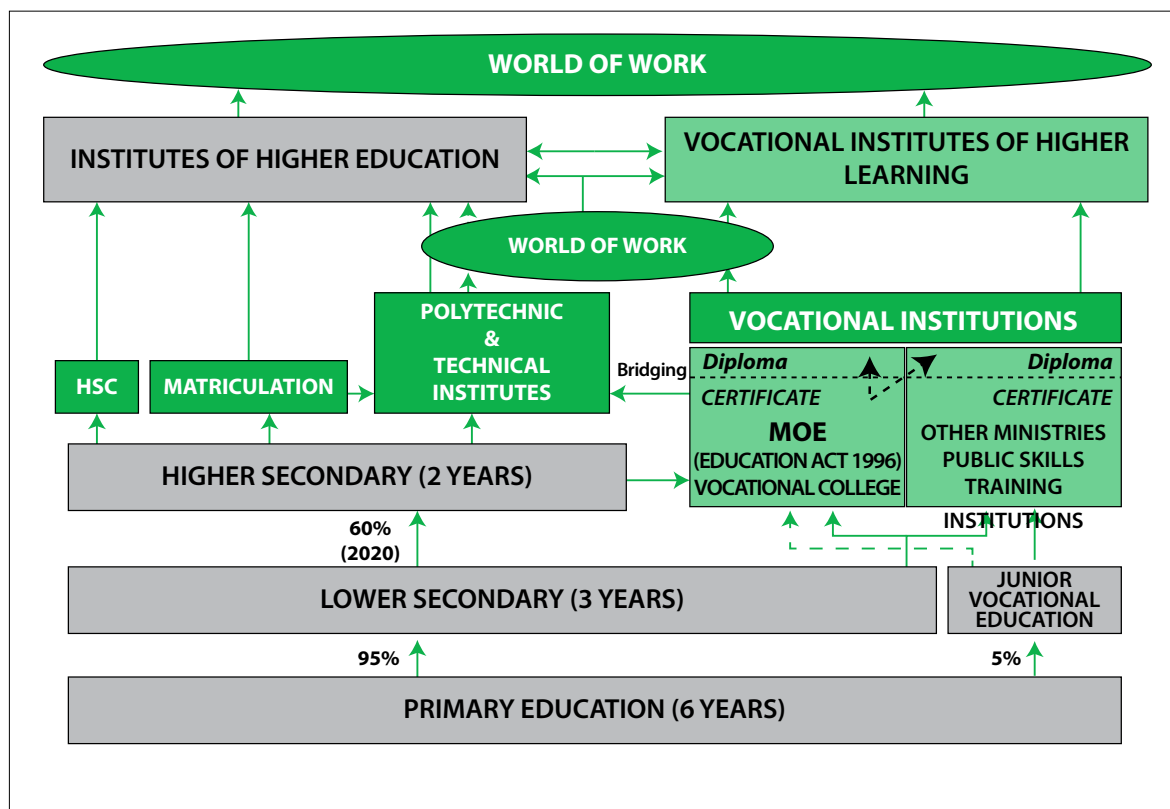 WORLD OF WORK
INSTITUTES OF HIGHER EDUCATION
VOCATIONAL INSTITUTES OF HIGHER
LEARNING
WORLD OF WORK
POLYTECHNIC
&
TECHNICAL
INSTITUTES
VOCATIONAL INSTITUTIONS
HSC
MATRICULATION
Bridging
Diploma
CERTIFICATE
MOE
(EDUCATION ACT 1996)
VOCATIONAL COLLEGE
Diploma
CERTIFICATE
OTHER MINISTRIES
PUBLIC SKILLS
TRAINING
INSTITUTIONS
HIGHER SECONDARY (2 YEARS)
60%
(2020)
LOWER SECONDARY (3 YEARS)
JUNIOR
VOCATIONAL
EDUCATION
95%
5%
PRIMARY EDUCATION (6 YEARS)